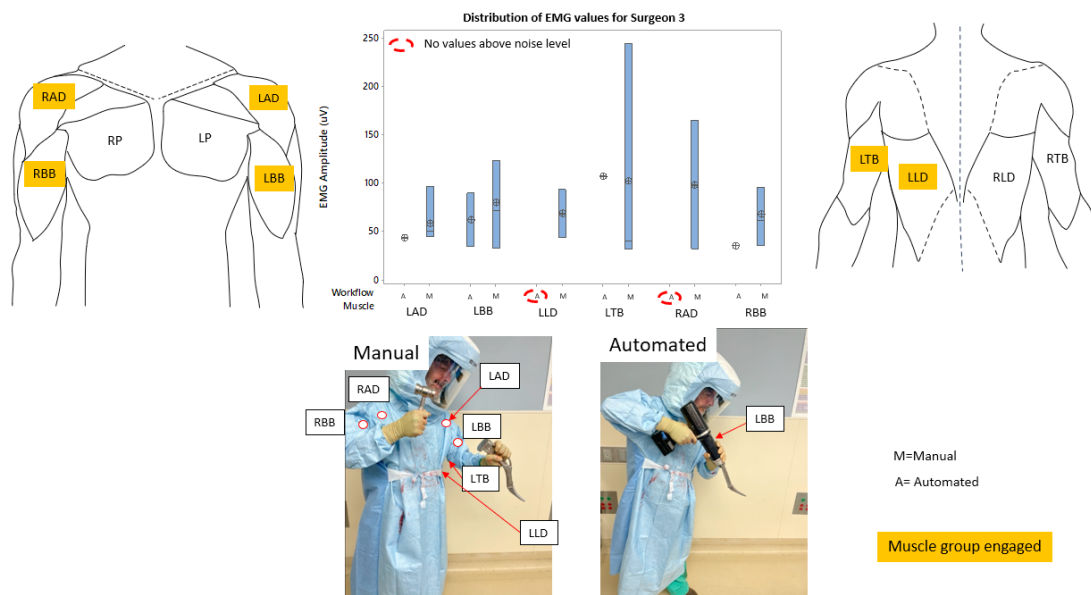 Distribution of EMG values for Surgeon 3
No values above noise level
EMG Amplitude (uV)
250
200
150
100
50
0
Workflow
A M A M A M A M A M A M
Muscle
LAD LBB LLD LTB RAD RBB
RAD
LAD
RP
LP
RBB
LBB
LTB
LLD
RLD
RTB
Manual
RAD
LAD
RBB
LBB
LTB
LLD
Automated
LBB
M=Manual
A= Automated
Muscle group engaged